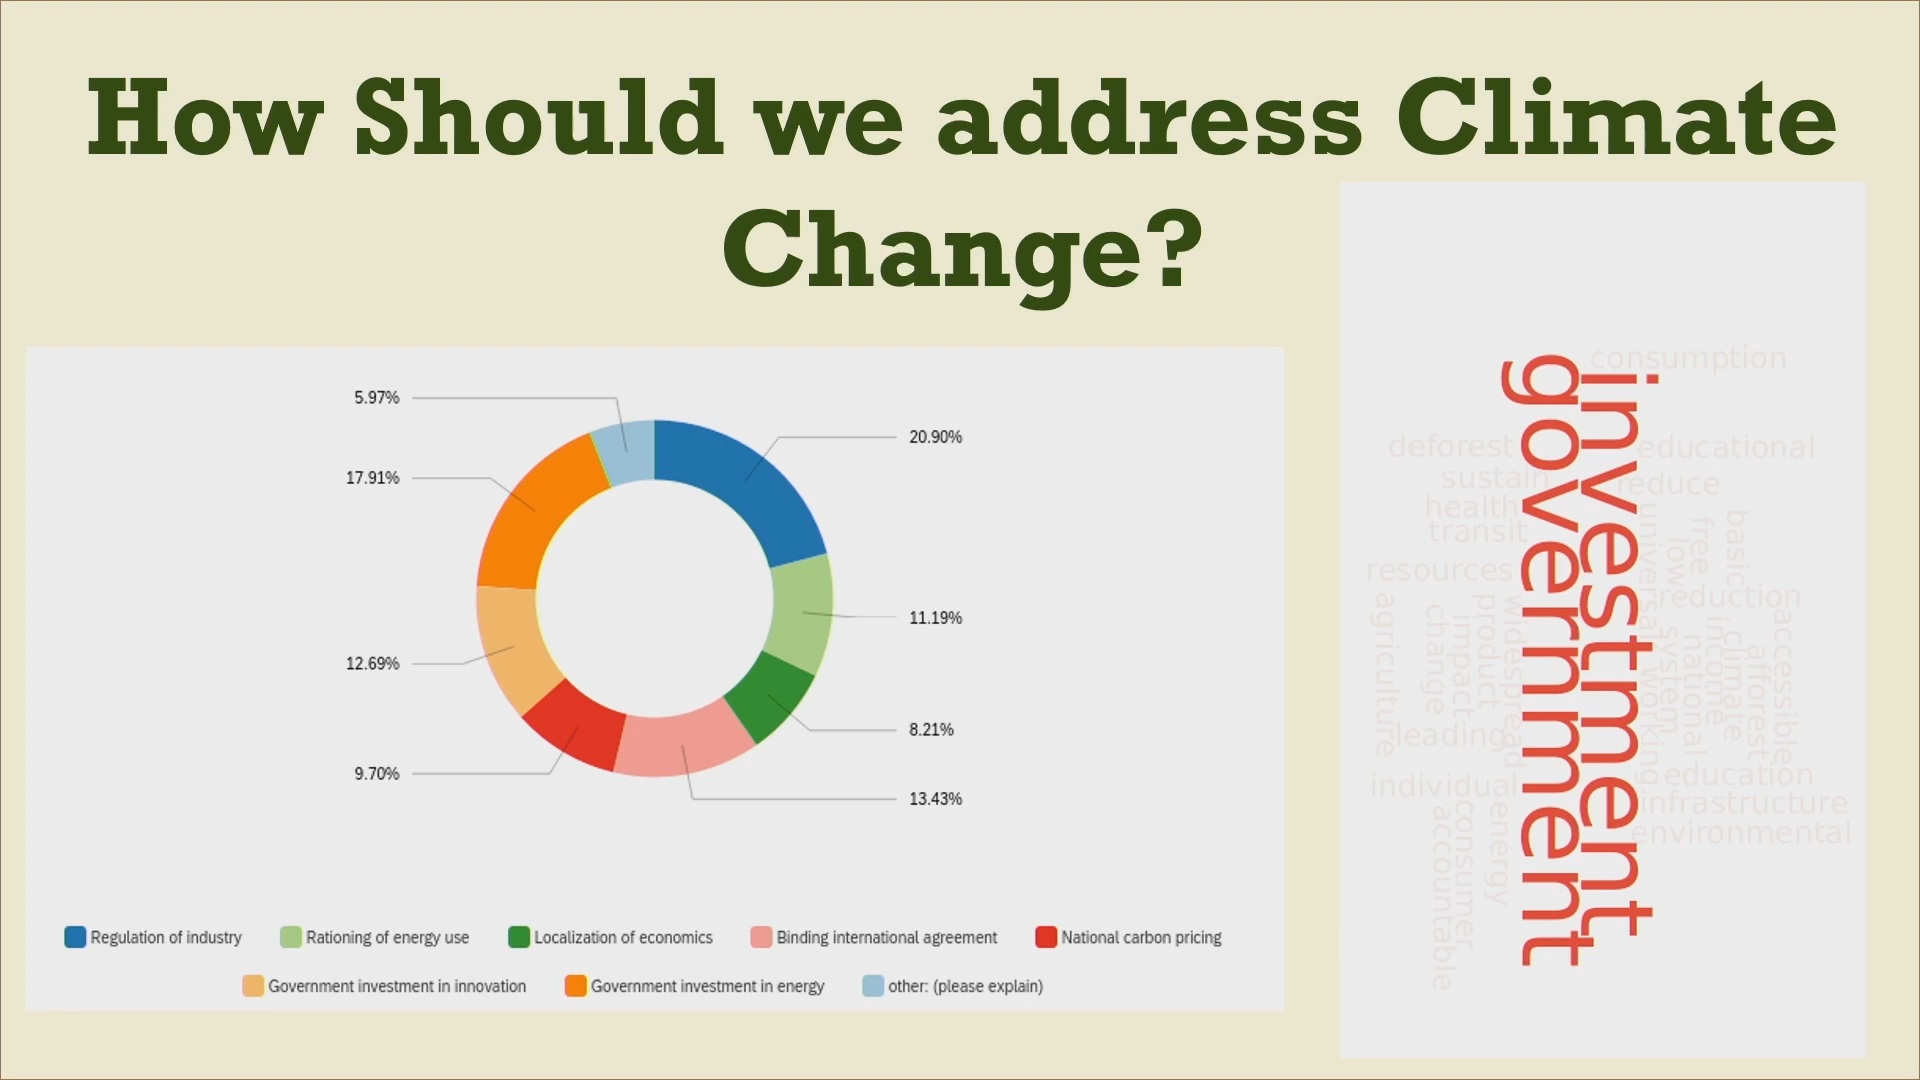 How Should we address Climate
Change?
5.97%
20.90%
17.91%
11.19%
12.69%
8.21%
9.70%
13.43%
Regulation of industry
Rationing of energy use
Localization of economics
Binding international agreement
National carbon pricing
Government investment in innovation
Government investment in energy
other: (please explain)
government
investment
consumption
deforest
educational
sustain
reduce
health
transit
resources
universal
lower
free
basic
reduction
agriculture
change
impact
product
widespread
working
system
national
income
climate
afforest
accessible
leading
individual
education
infrastructure
environmental
accountable
consumer
energy